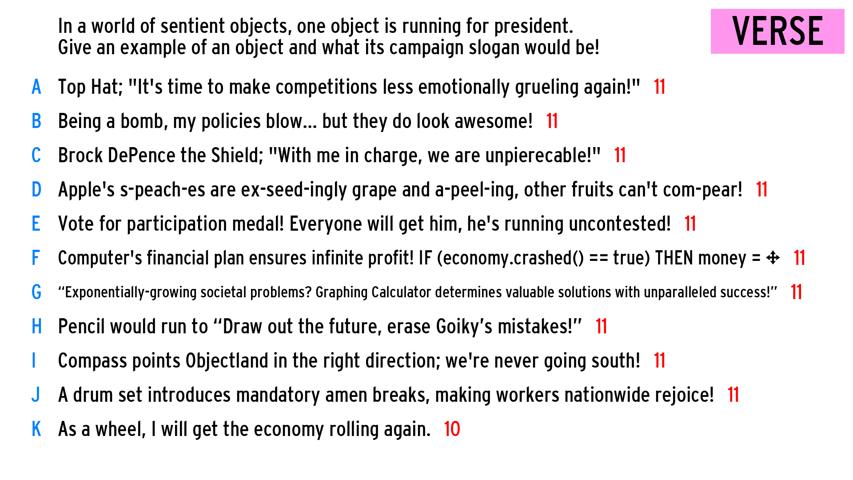 In a world of sentient objects, one object is running for president.
Give an example of an object and what its campaign slogan would be!
VERSE
A Top Hat; "It's time to make competitions less emotionally grueling again!" 11
B Being a bomb, my policies blow... but they do look awesome! 11
C Brock DePence the Shield; "With me in charge, we are unpierecable!" 11
D Apple's s-peach-es are ex-seed-ingly grape and a-peel-ing, other fruits can't com-pear! 11
E Vote for participation medal! Everyone will get him, he's running uncontested! 11
F Computer's financial plan ensures infinite profit! IF (economy.crashed() == true) THEN money = ✥ 11
G “Exponentially-growing societal problems? Graphing Calculator determines valuable solutions with unparalleled success!” 11
H Pencil would run to “Draw out the future, erase Goiky’s mistakes!” 11
I Compass points Objectland in the right direction; we're never going south! 11
J A drum set introduces mandatory amen breaks, making workers nationwide rejoice! 11
K As a wheel, I will get the economy rolling again. 10